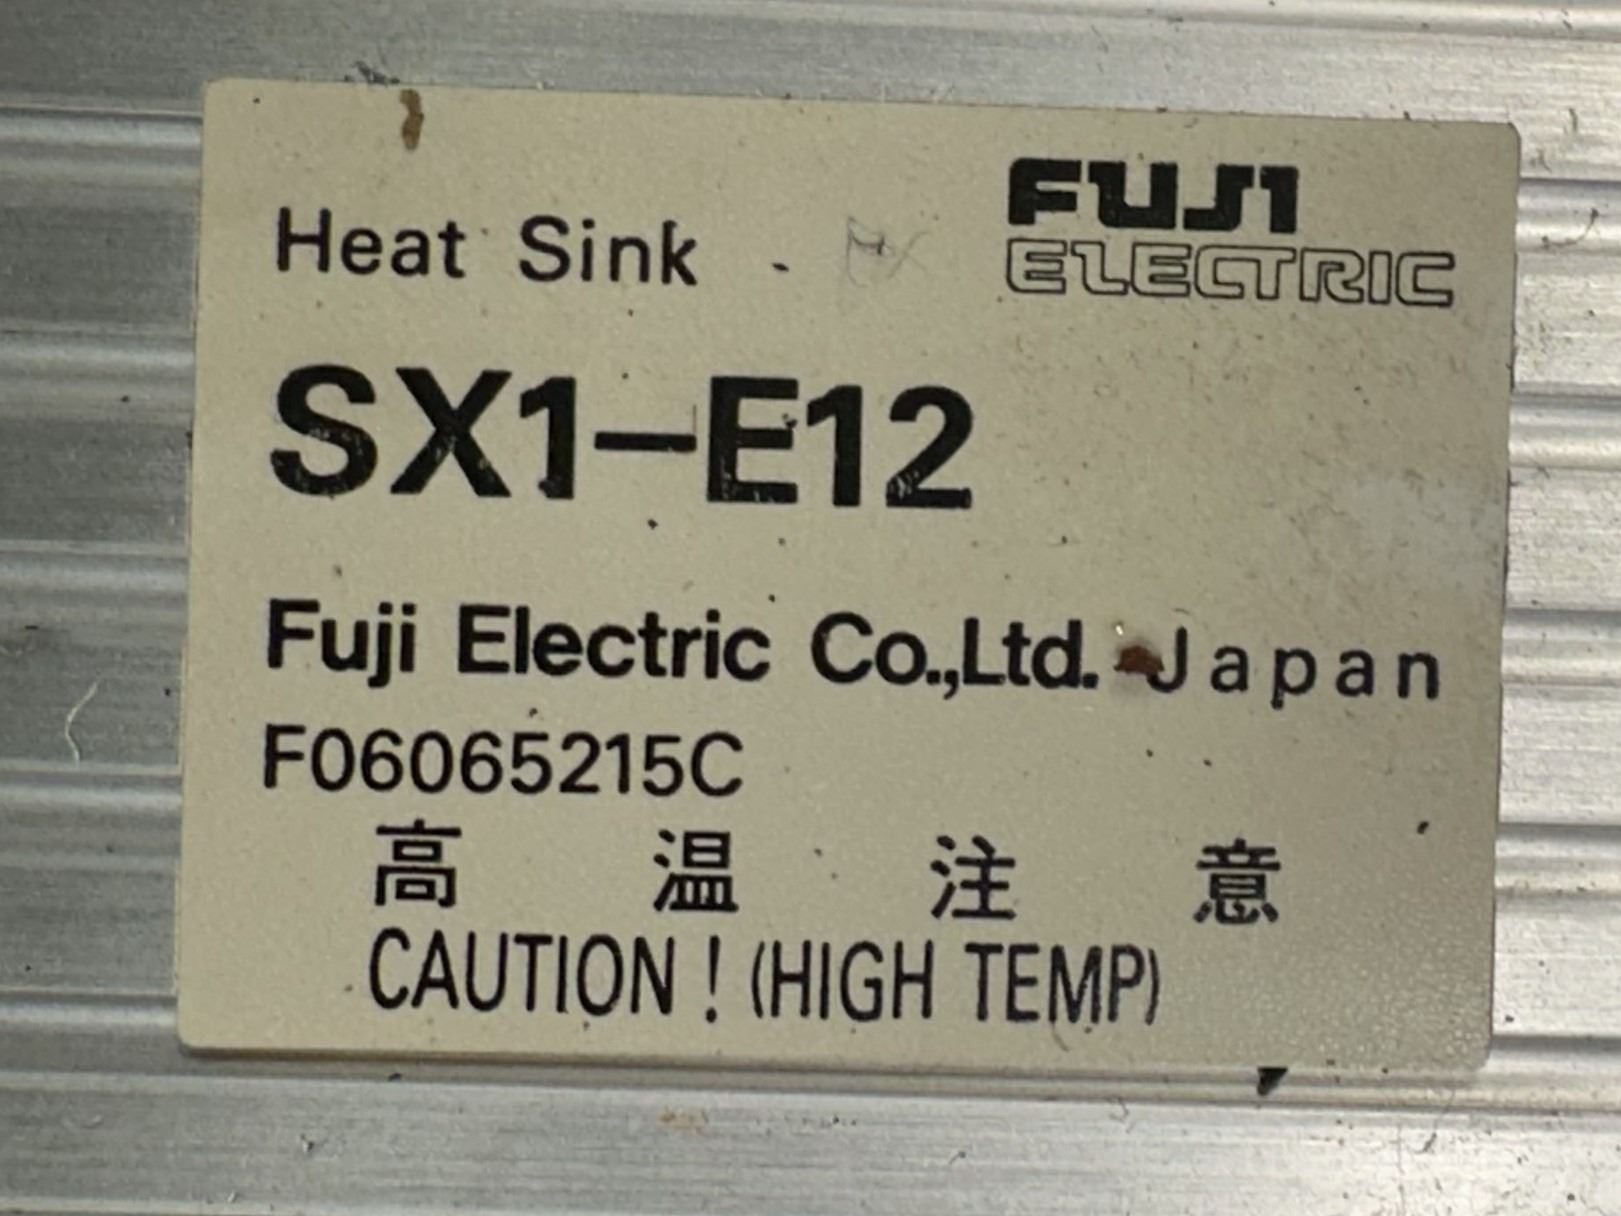 Heat Sink
FUJI
ELECTRIC
SX1-E12
Fuji Electric Co.,Ltd. Japan
F06065215C
高温注意
CAUTION! (HIGH TEMP)